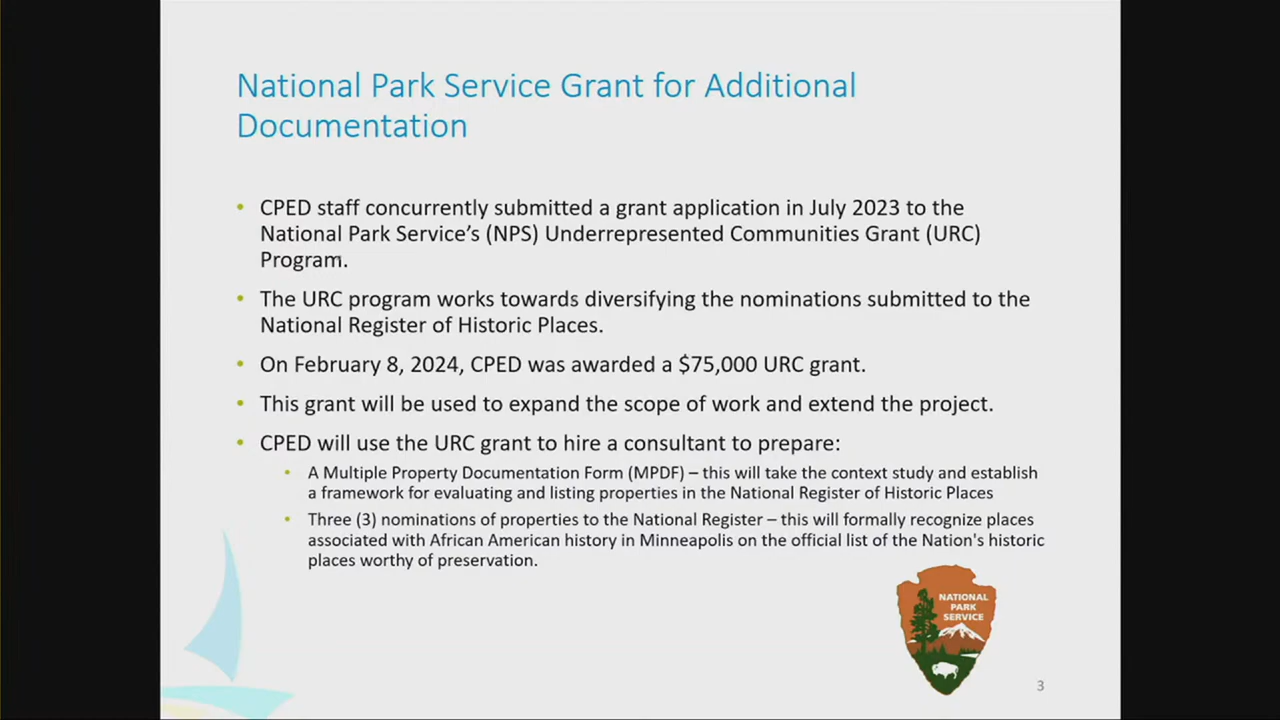 National Park Service Grant for Additional
Documentation
• CPED staff concurrently submitted a grant application in July 2023 to the
National Park Service's (NPS) Underrepresented Communities Grant (URC)
Program.
• The URC program works towards diversifying the nominations submitted to the
National Register of Historic Places.
• On February 8, 2024, CPED was awarded a $75,000 URC grant.
• This grant will be used to expand the scope of work and extend the project.
• CPED will use the URC grant to hire a consultant to prepare:
• A Multiple Property Documentation Form (MPDF) – this will take the context study and establish
a framework for evaluating and listing properties in the National Register of Historic Places
• Three (3) nominations of properties to the National Register – this will formally recognize places
associated with African American history in Minneapolis on the official list of the Nation's historic
places worthy of preservation.
NATIONAL
PARK
SERVICE
3